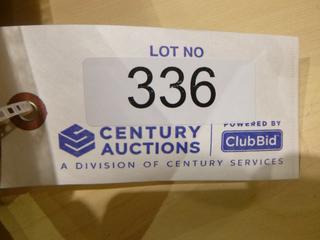 LOT NO
336
CENTURY
AUCTIONS
POWERED BY
ClubBid
A DIVISION OF CENTURY SERVICES